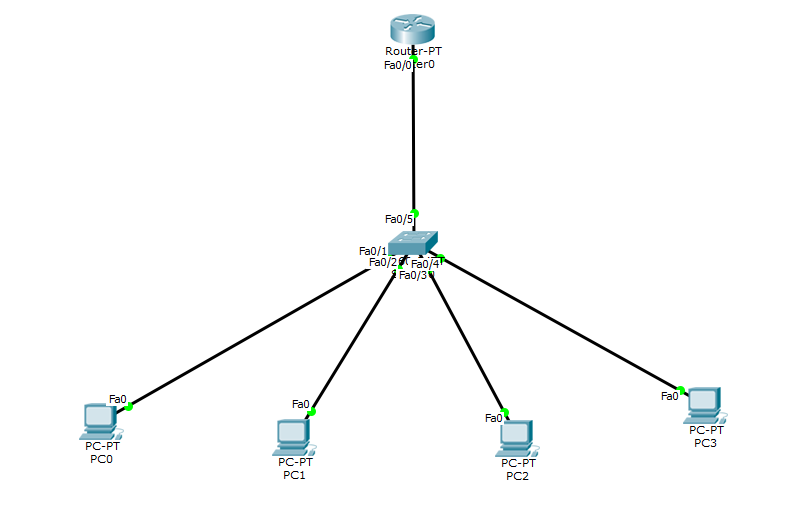 Router-PT
Fa0/0
ter0
Fa0/5
Fa0/1
Fa0/2
Fa0/4
Fa0/3
Fa0
PC-PT
PC0
Fa0
PC-PT
PC1
Fa0
PC-PT
PC2
Fa0
PC-PT
PC3